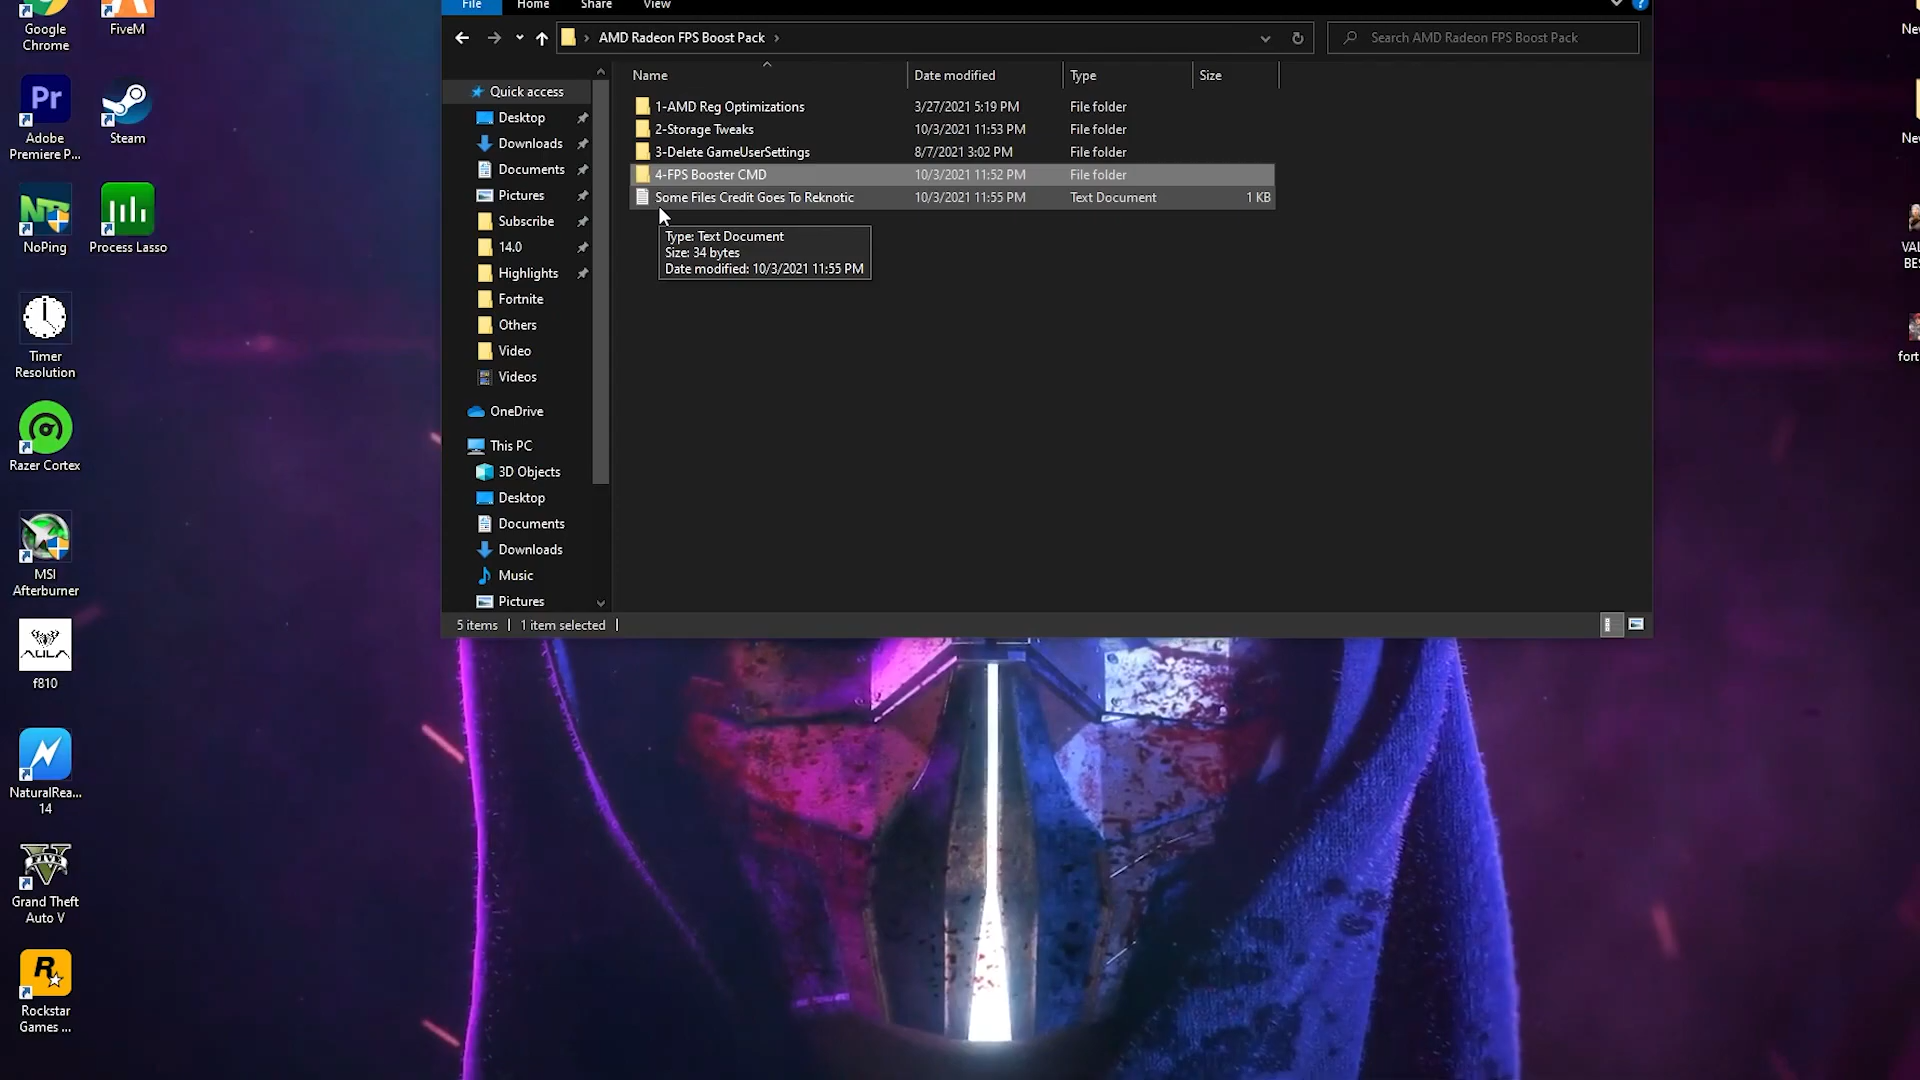 File
Home
Share
View
AMD Radeon FPS Boost Pack
Search AMD Radeon FPS Boost Pack
Name
Date modified
Type
Size
1-AMD Reg Optimizations
3/27/2021 5:19 PM
File folder
2-Storage Tweaks
10/3/2021 11:53 PM
File folder
3-Delete GameUserSettings
8/7/2021 3:02 PM
File folder
4-FPS Booster CMD
10/3/2021 11:52 PM
File folder
Some Files Credit Goes To Reknotic
10/3/2021 11:55 PM
Text Document
1 KB
Type: Text Document
Size: 34 bytes
Date modified: 10/3/2021 11:55 PM
Quick access
Desktop
Downloads
Documents
Pictures
Subscribe
14.0
Highlights
Fortnite
Others
Video
Videos
OneDrive
This PC
3D Objects
Desktop
Documents
Downloads
Music
Pictures
5 items
1 item selected
Google
Chrome
FiveM
Pr
Adobe
Premiere P...
Steam
NoPing
Process Lasso
Timer
Resolution
Razer Cortex
MSI
Afterburner
AULA
f810
NaturalRea...
14
FIVE
Grand Theft
Auto V
R
Rockstar
Games ...
Nev
Nev
VAL
BES
fort